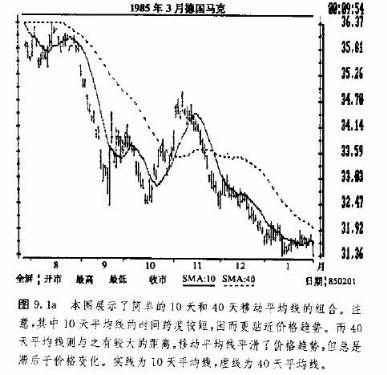 1985 年 3 月德国马克
00:09:54
36.37
35.81
35.26
34.70
34.14
33.59
33.03
32.47
31.92
31.36
8 9 10 11 12 1 月
全屏 开市 最高 最低 收市 SMA:10 SMA:40 日期:850201
图 9.1a 本图展示了简单的 10 天和 40 天移动平均线的组合。注
意,其中 10 天平均线的时间跨度较短,因而更贴近价格趋势。而 40
天平均线则与之有较大的距离。移动平均线平滑了价格趋势,但总是
滞后于价格变化。实线为 10 天平均线,虚线为 40 天平均线。